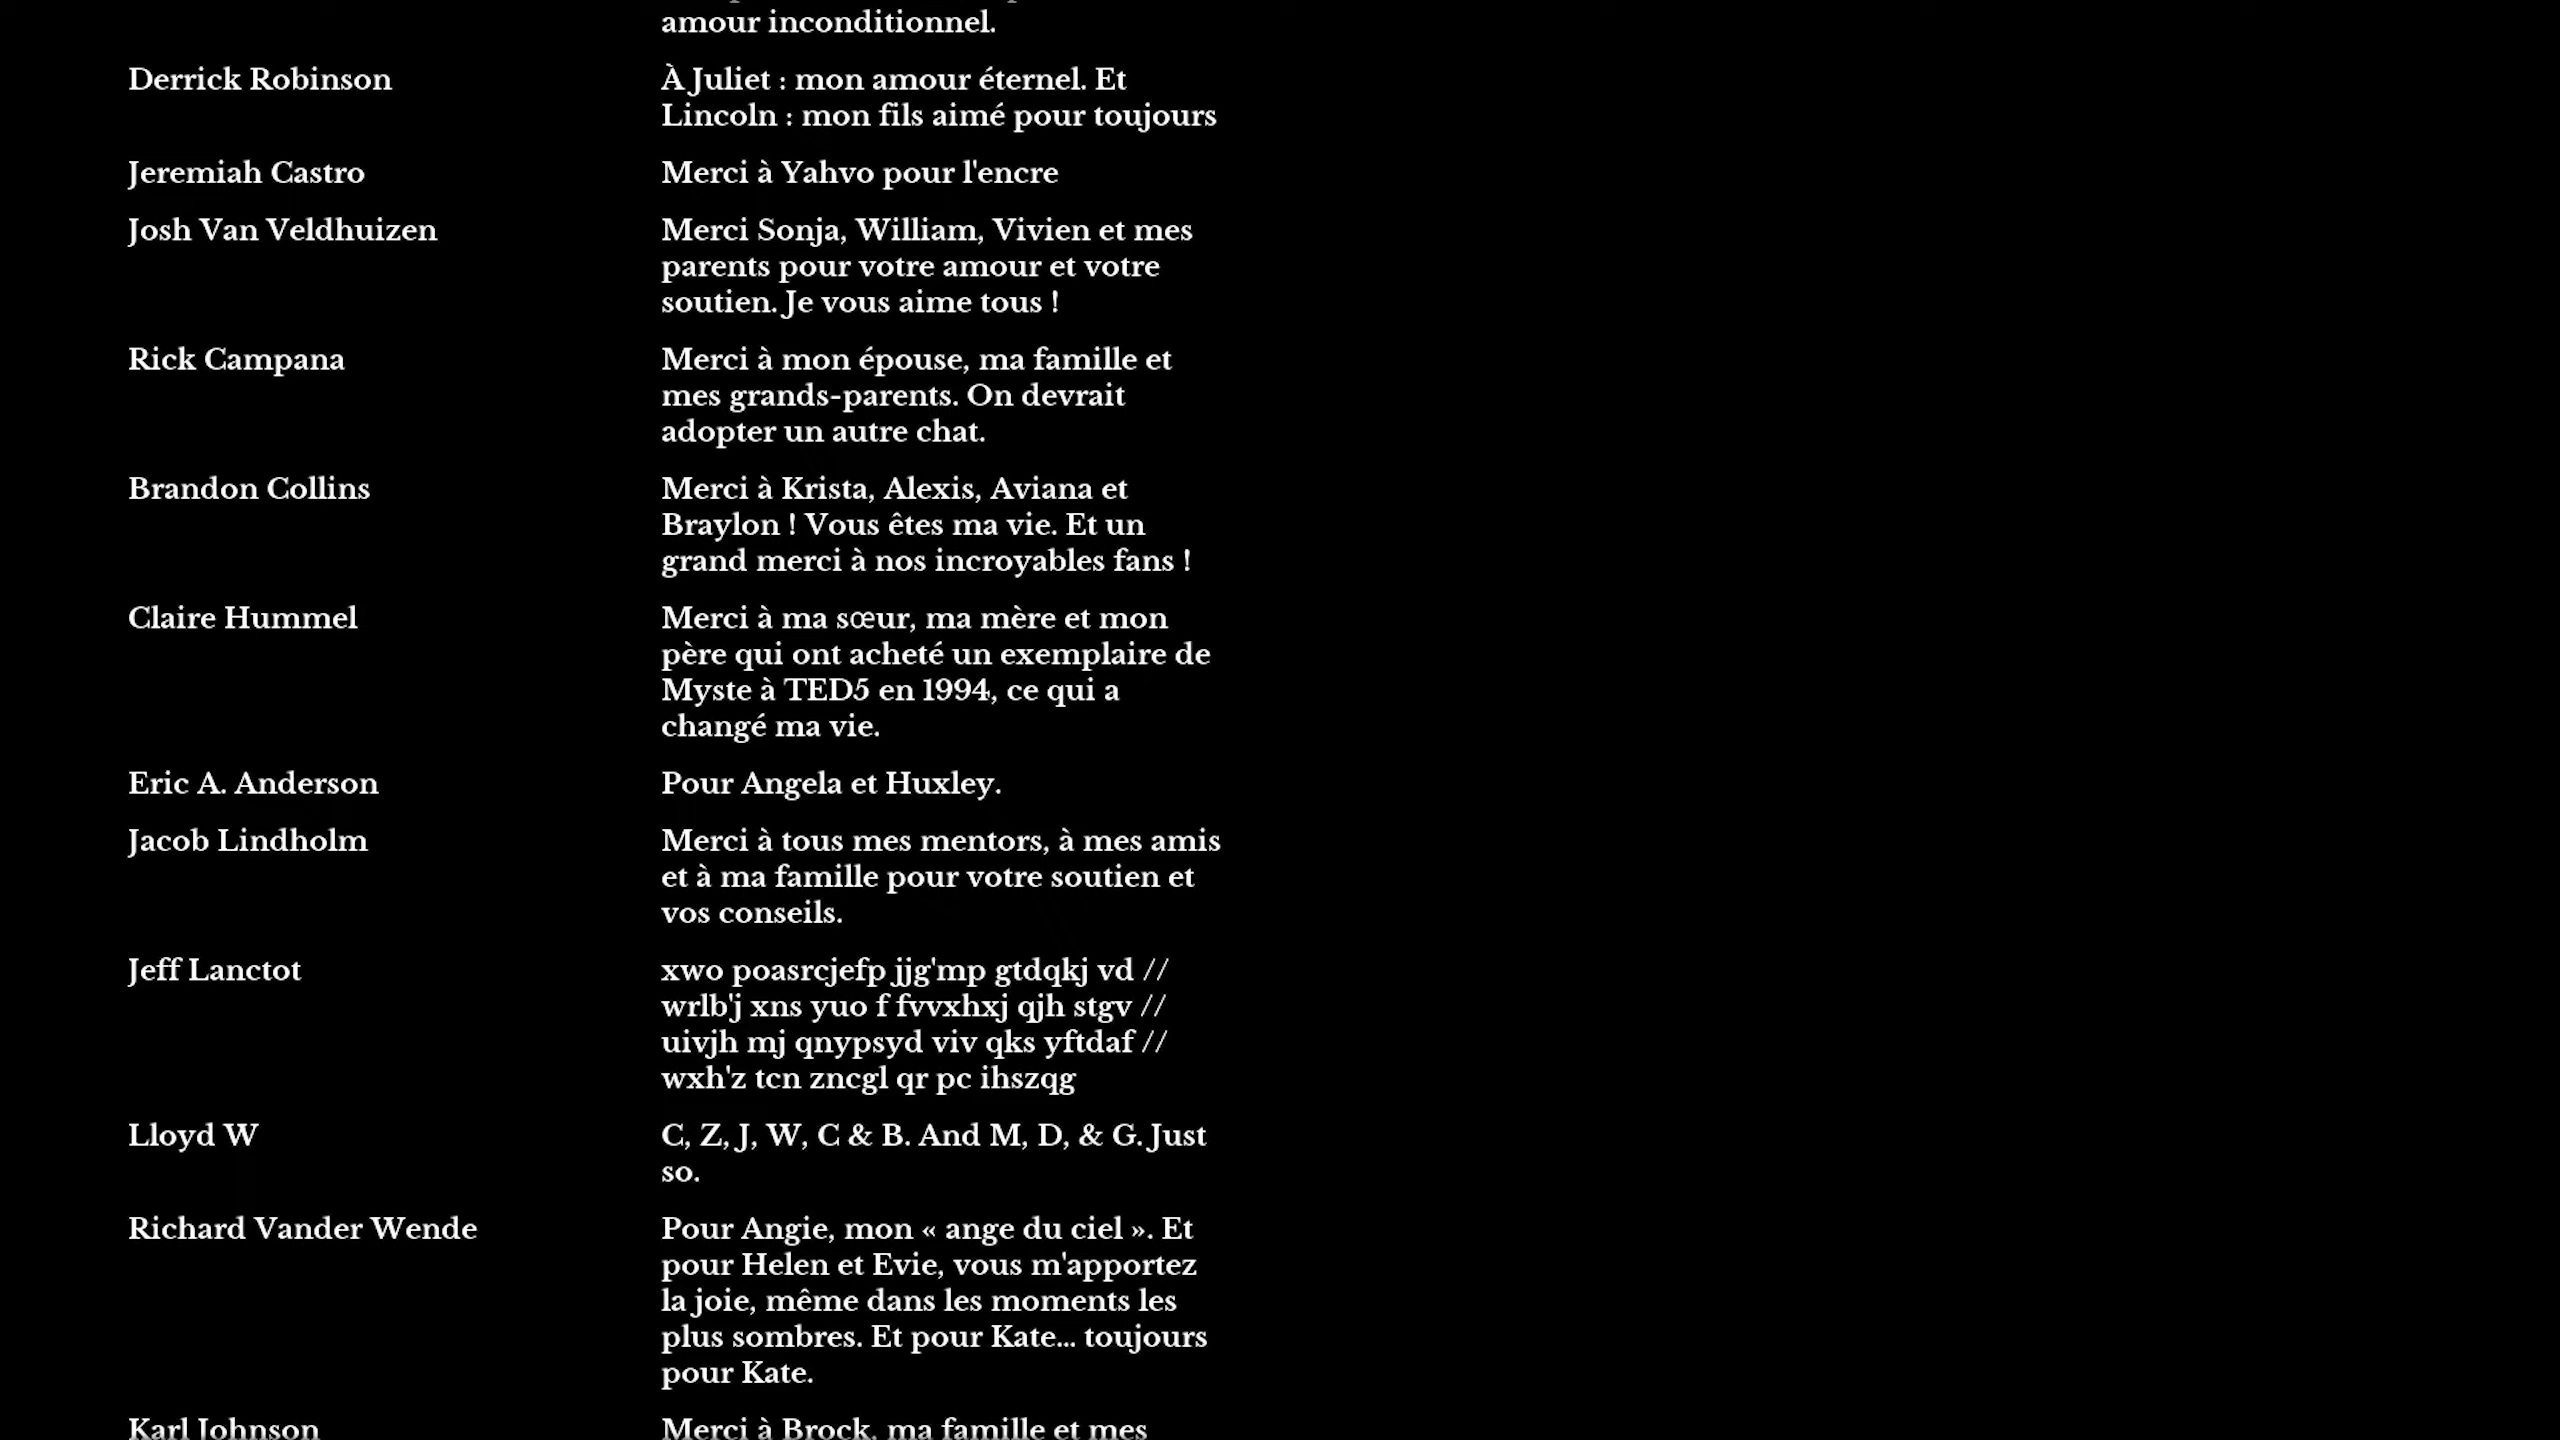 amour inconditionnel.
Derrick Robinson
À Juliet : mon amour éternel. Et
Lincoln : mon fils aimé pour toujours
Jeremiah Castro
Merci à Yahvo pour l'encre
Josh Van Veldhuizen
Merci Sonja, William, Vivien et mes
parents pour votre amour et votre
soutien. Je vous aime tous !
Rick Campana
Merci à mon épouse, ma famille et
mes grands-parents. On devrait
adopter un autre chat.
Brandon Collins
Merci à Krista, Alexis, Aviana et
Braylon ! Vous êtes ma vie. Et un
grand merci à nos incroyables fans !
Claire Hummel
Merci à ma sœur, ma mère et mon
père qui ont acheté un exemplaire de
Myste à TED5 en 1994, ce qui a
changé ma vie.
Eric A. Anderson
Pour Angela et Huxley.
Jacob Lindholm
Merci à tous mes mentors, à mes amis
et à ma famille pour votre soutien et
vos conseils.
Jeff Lanctot
xwo poasrcjefp jjg'mp gtdqkj vd //
wrlb'j xns yuo f fvvxhxj qjh stgv //
uivjh mj qnypsyd viv qks yftdaf //
wxh'z tcn zncgl qr pc ihszqg
Lloyd W
C, Z, J, W, C & B. And M, D, & G. Just
so.
Richard Vander Wende
Pour Angie, mon « ange du ciel ». Et
pour Helen et Evie, vous m'apportez
la joie, même dans les moments les
plus sombres. Et pour Kate... toujours
pour Kate.
Karl Johnson
Merci à Brock, ma famille et mes